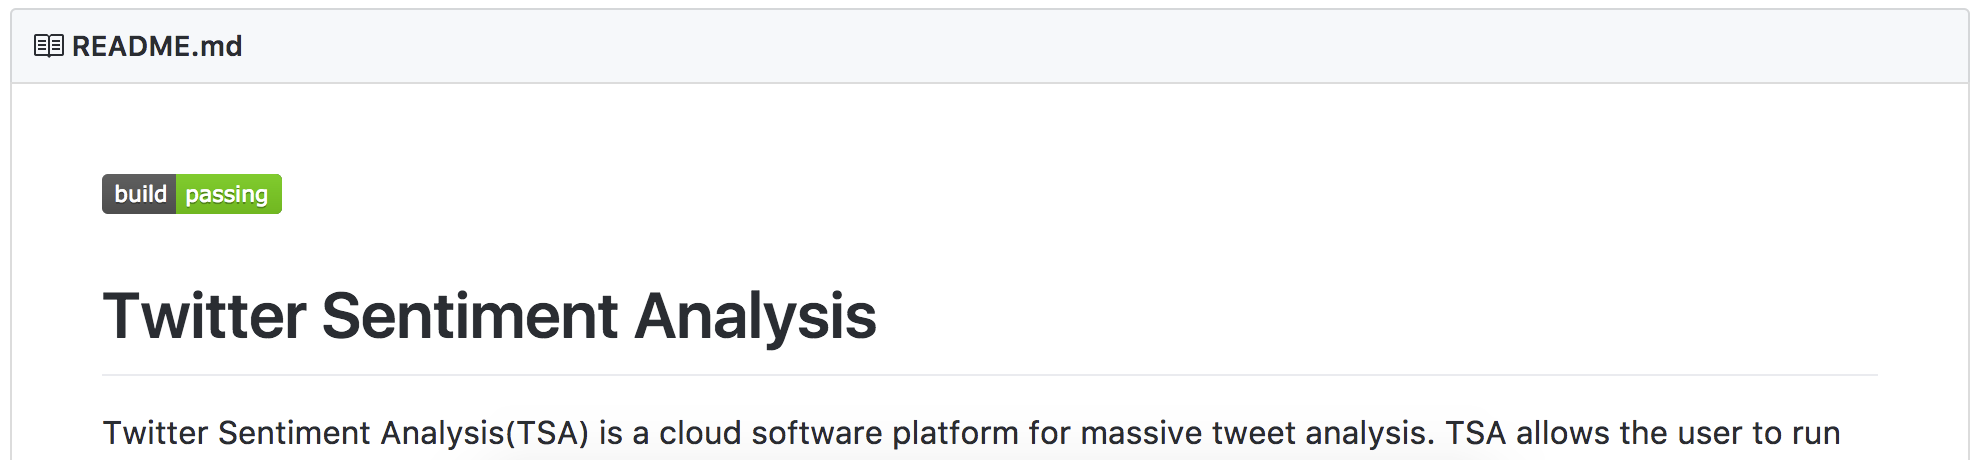 README.md
build passing
Twitter Sentiment Analysis
Twitter Sentiment Analysis(TSA) is a cloud software platform for massive tweet analysis. TSA allows the user to run